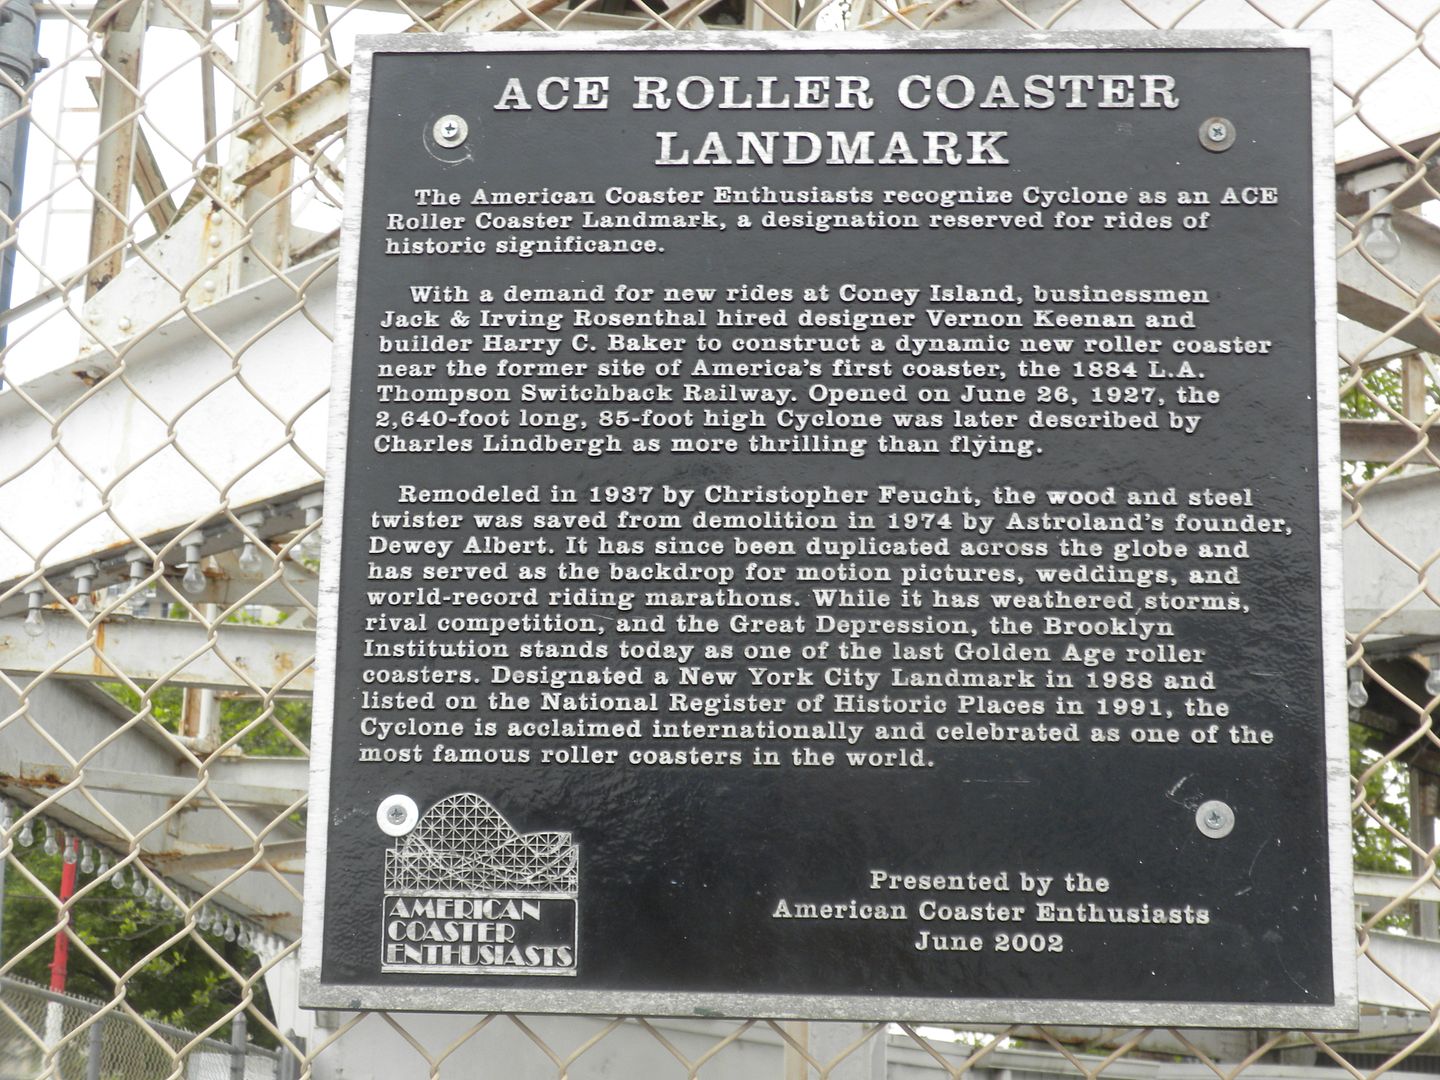 ACE ROLLER COASTER
LANDMARK
The American Coaster Enthusiasts recognize Cyclone as an ACE
Roller Coaster Landmark, a designation reserved for rides of
historic significance.
With a demand for new rides at Coney Island, businessmen
Jack & Irving Rosenthal hired designer Vernon Keenan and
builder Harry C. Baker to construct a dynamic new roller coaster
near the former site of America's first coaster, the 1884 L.A.
Thompson Switchback Railway. Opened on June 26, 1927, the
2,640-foot long, 85-foot high Cyclone was later described by
Charles Lindbergh as more thrilling than flying.
Remodeled in 1937 by Christopher Feucht, the wood and steel
twister was saved from demolition in 1974 by Astroland's founder,
Dewey Albert. It has since been duplicated across the globe and
has served as the backdrop for motion pictures, weddings, and
world-record riding marathons. While it has weathered storms,
rival competition, and the Great Depression, the Brooklyn
Institution stands today as one of the last Golden Age roller
coasters. Designated a New York City Landmark in 1988 and
listed on the National Register of Historic Places in 1991, the
Cyclone is acclaimed internationally and celebrated as one of the
most famous roller coasters in the world.
AMERICAN
COASTER
ENTHUSIASTS
Presented by the
American Coaster Enthusiasts
June 2002